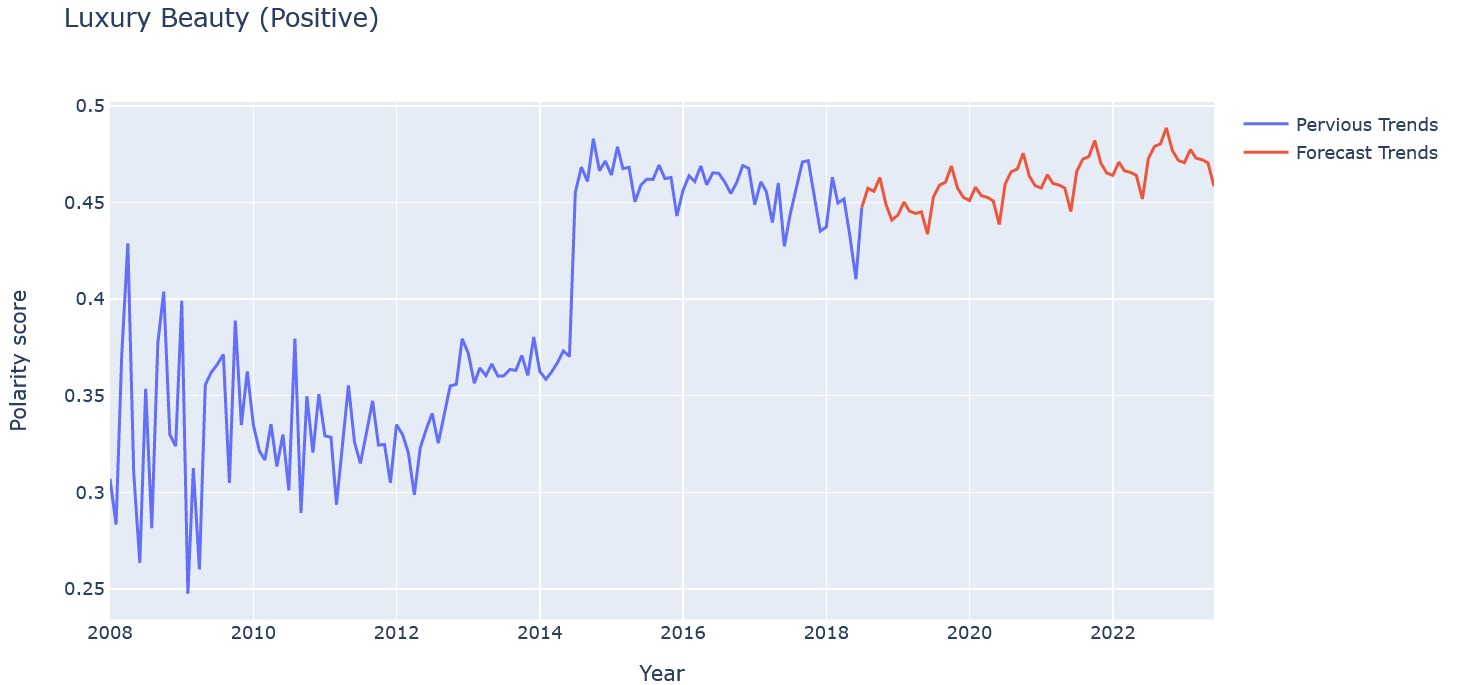 Luxury Beauty (Positive)
Pervious Trends
Forecast Trends
Polarity score
0.5
0.45
0.4
0.35
0.3
0.25
2008 2010 2012 2014 2016 2018 2020 2022
Year